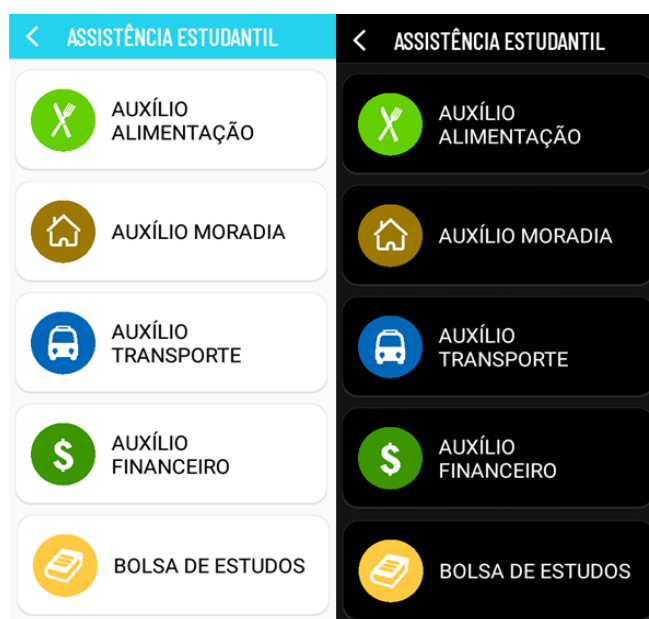 ASSISTÊNCIA ESTUDANTIL
AUXÍLIO
ALIMENTAÇÃO
AUXÍLIO MORADIA
AUXÍLIO
TRANSPORTE
$
AUXÍLIO
FINANCEIRO
BOLSA DE ESTUDOS
ASSISTÊNCIA ESTUDANTIL
AUXÍLIO
ALIMENTAÇÃO
AUXÍLIO MORADIA
AUXÍLIO
TRANSPORTE
$
AUXÍLIO
FINANCEIRO
BOLSA DE ESTUDOS